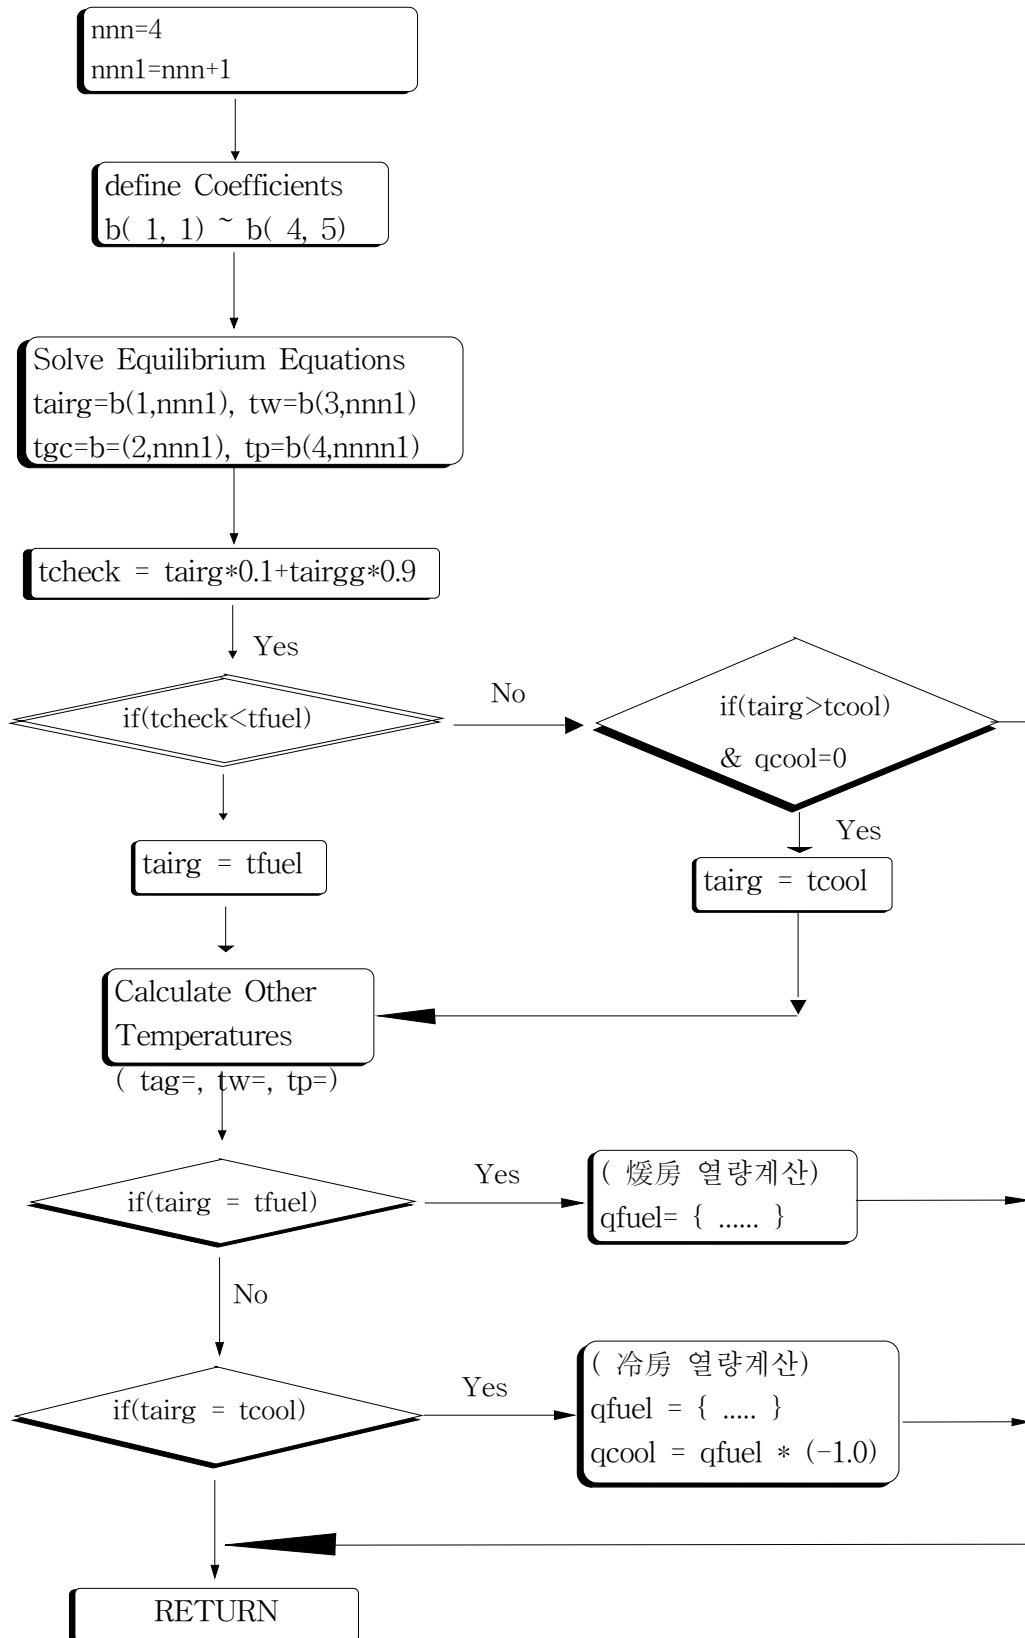 nnn=4
nnn1=nnn+1
define Coefficients
b( 1, 1) ~ b( 4, 5)
Solve Equilibrium Equations
tairg=b(1,nnn1), tw=b(3,nnn1)
tgc=b=(2,nnn1), tp=b(4,nnnn1)
tcheck = tairg*0.1+tairgg*0.9
Yes
if(tcheck<tfuel)
No
if(tairg>tcool)
& qcool=0
Yes
tairg = tfuel
tairg = tcool
Calculate Other
Temperatures
( tag=, tw=, tp=)
if(tairg = tfuel)
Yes
( 煖房 열량계산)
qfuel= { ...... }
No
if(tairg = tcool)
Yes
( 冷房 열량계산)
qfuel = { ..... }
qcool = qfuel * (-1.0)
RETURN